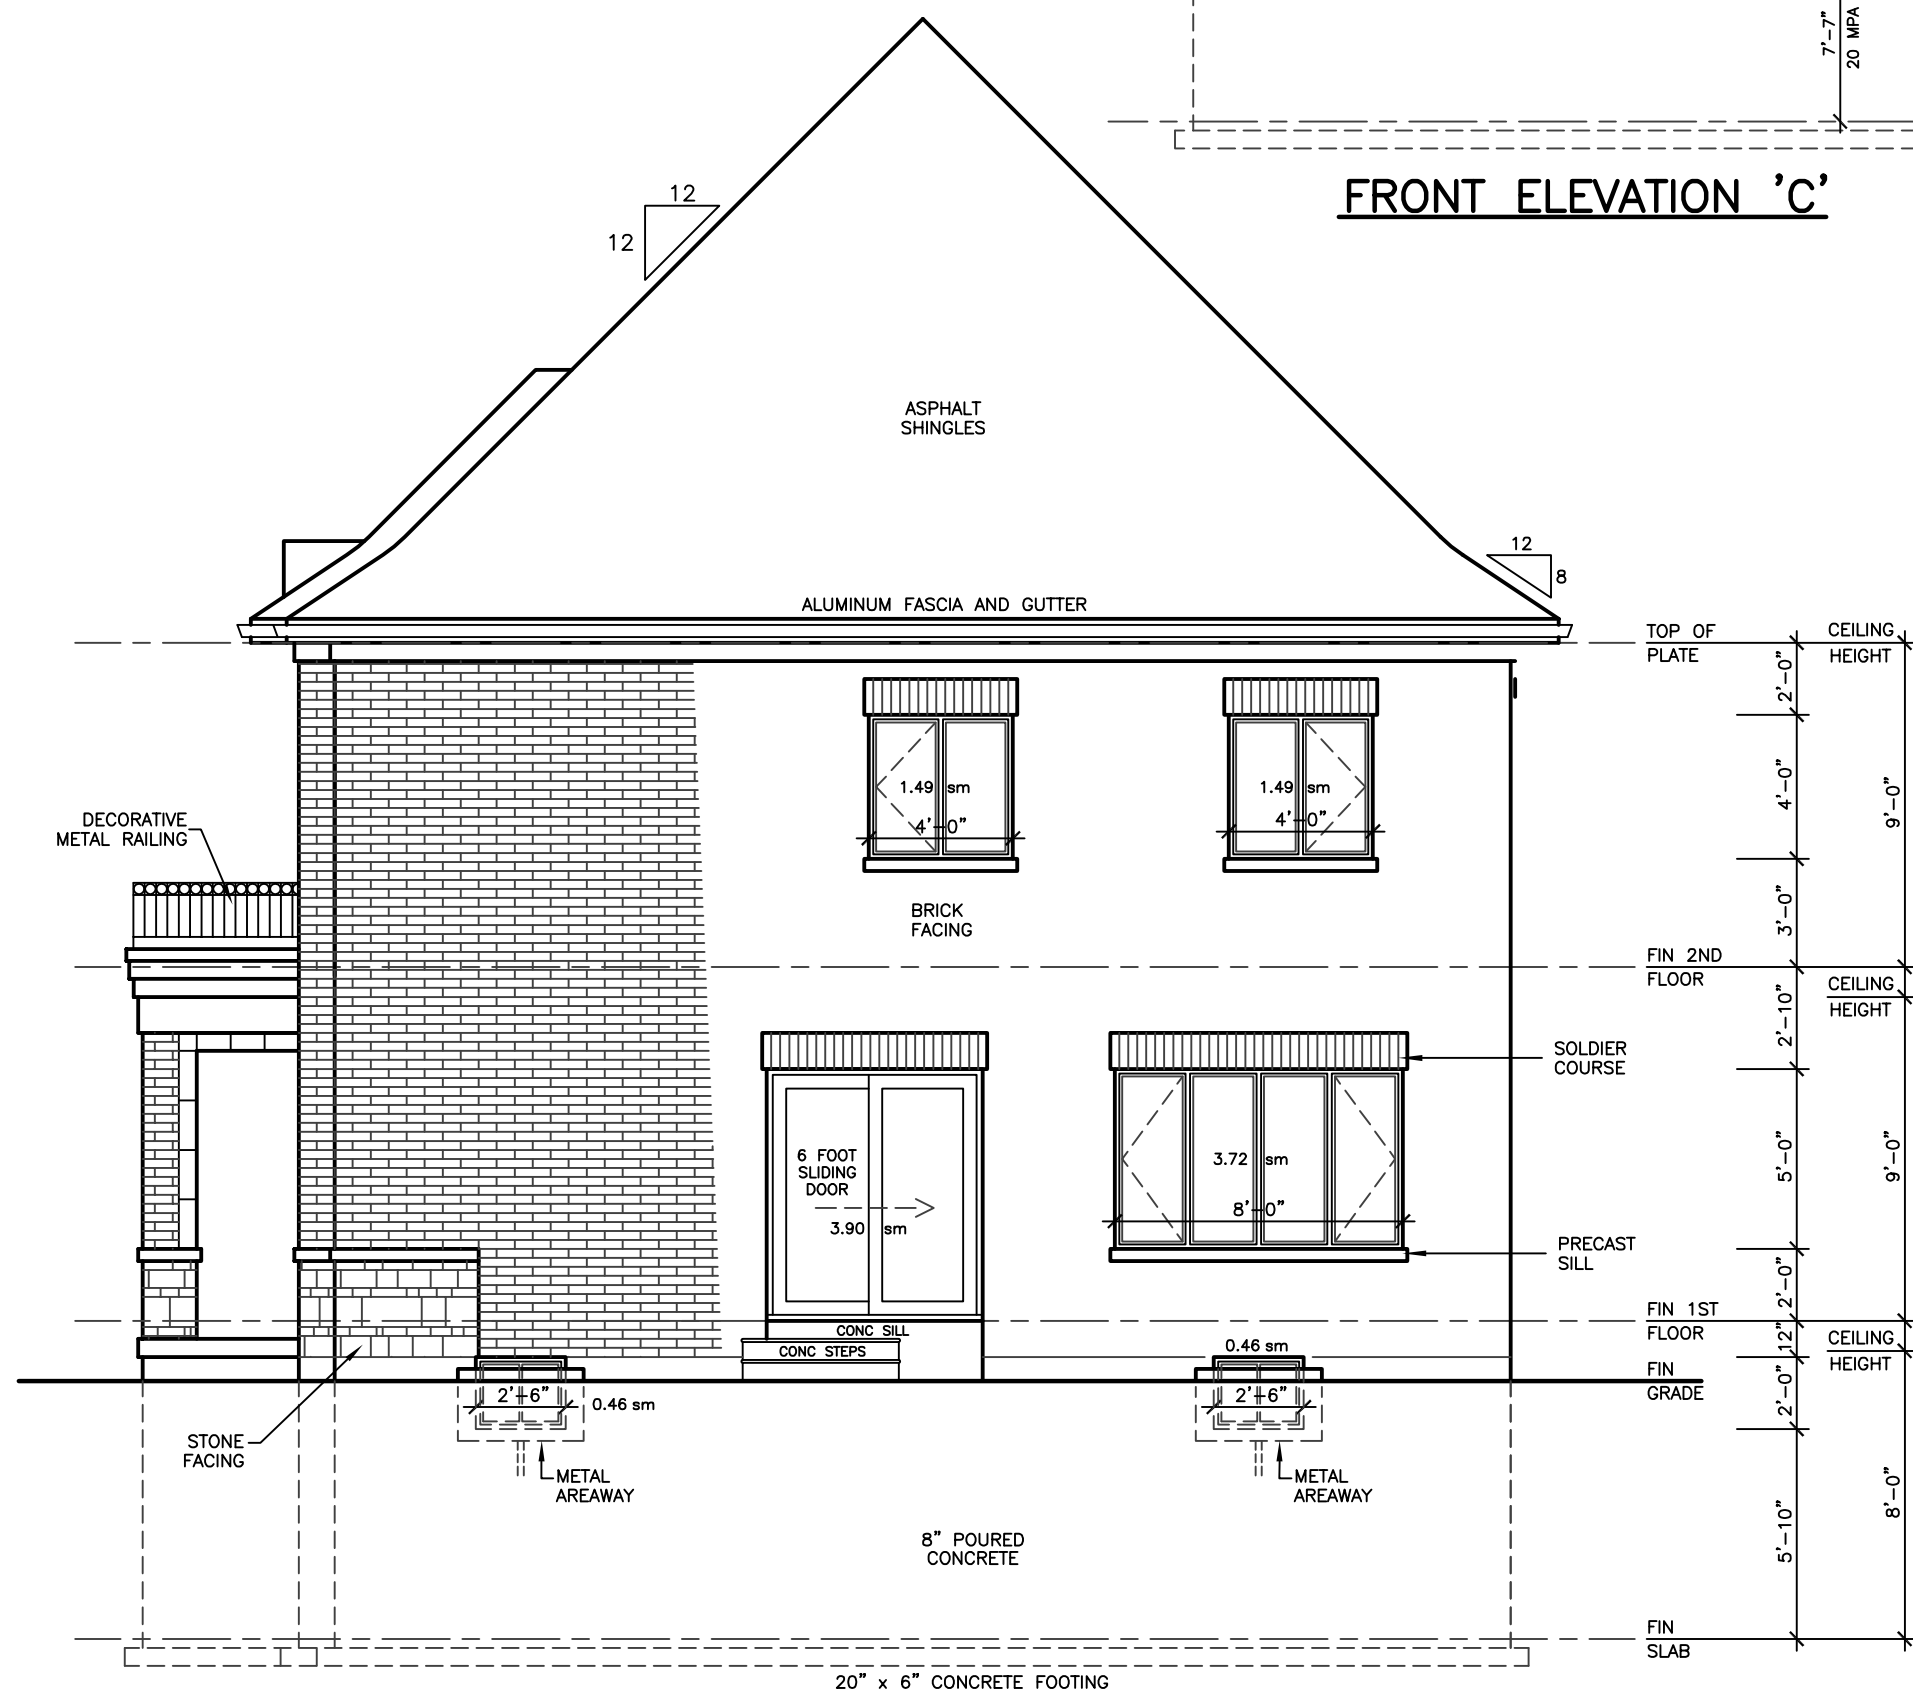 7'-7"
20 MPA
FRONT ELEVATION 'C'
12
12
ASPHALT
SHINGLES
12
8
ALUMINUM FASCIA AND GUTTER
TOP OF
PLATE
CEILING
HEIGHT
2'-0"
1.49 sm
4'-0"
1.49 sm
4'-0"
4'-0"
9'-0"
DECORATIVE
METAL RAILING
BRICK
FACING
3'-0"
FIN 2ND
FLOOR
CEILING
HEIGHT
2'-10"
SOLDIER
COURSE
6 FOOT
SLIDING
DOOR
3.90 sm
3.72 sm
8'-0"
5'-0"
9'-0"
PRECAST
SILL
2'-0"
FIN 1ST
FLOOR
12"
CONC SILL
CONC STEPS
0.46 sm
CEILING
HEIGHT
FIN
GRADE
2'-6"
0.46 sm
2'-6"
2'-0"
STONE
FACING
METAL
AREAWAY
METAL
AREAWAY
8'-0"
5'-10"
8" POURED
CONCRETE
FIN
SLAB
20" x 6" CONCRETE FOOTING